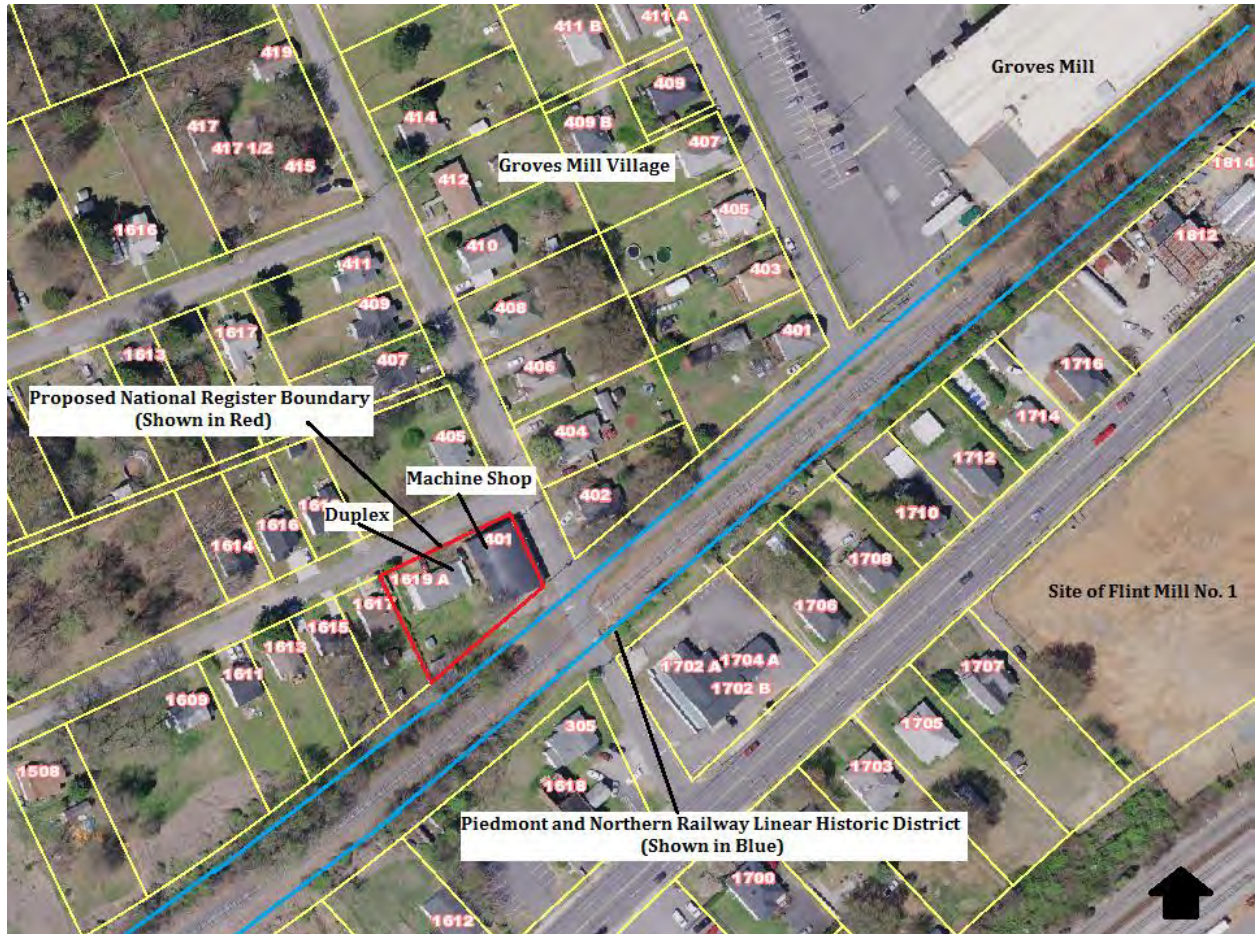 411 B
411 A
419
Groves Mill
409
417
414
409 B
417 1/2
407
415
Groves Mill Village
1814
412
405
1616
1812
410
411
403
409
408
401
1617
1613
407
406
1716
Proposed National Register Boundary
(Shown in Red)
404
1714
405
Machine Shop
1712
402
Duplex
1710
1616
401
1614
1708
1619 A
Site of Flint Mill No. 1
1617
1706
1615
1613
1702 A
1704 A
1707
1611
1702 B
1609
305
1705
1508
1618
1703
Piedmont and Northern Railway Linear Historic District
(Shown in Blue)
1700
1612